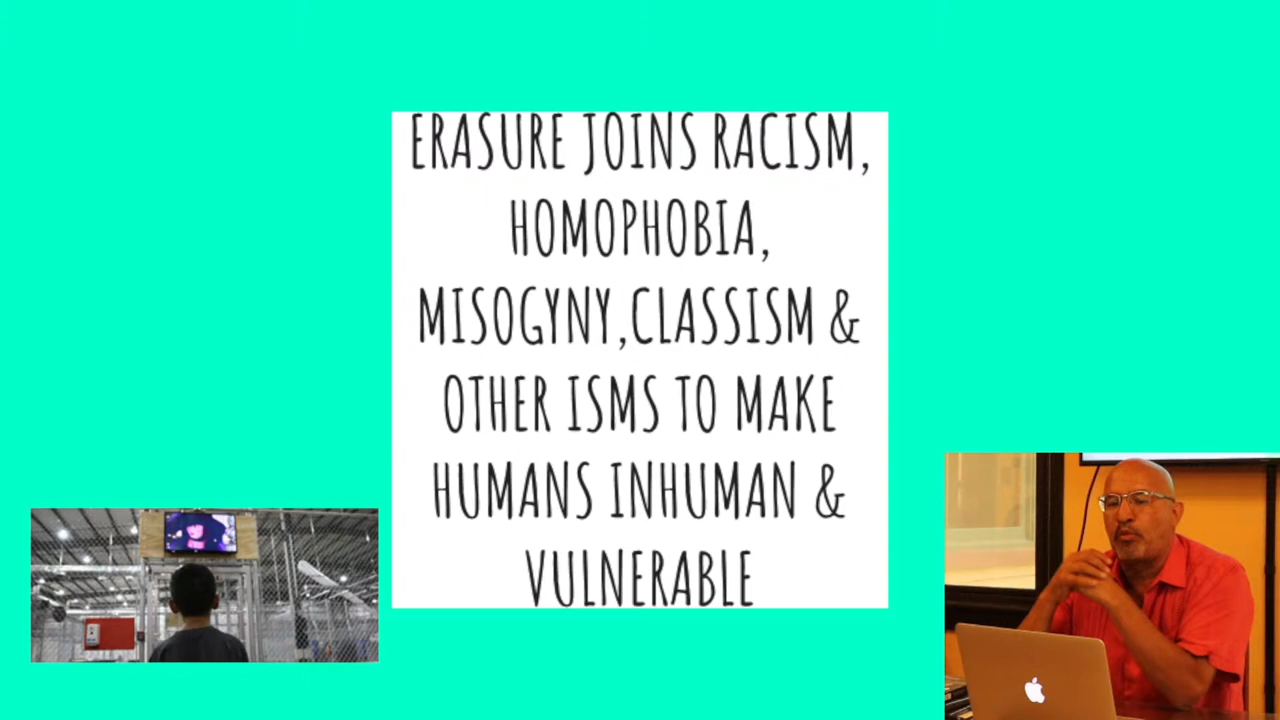 ERASURE JOINS RACISM,
HOMOPHOBIA,
MISOGYNY,CLASSISM &
OTHER ISMS TO MAKE
HUMANS INHUMAN &
VULNERABLE